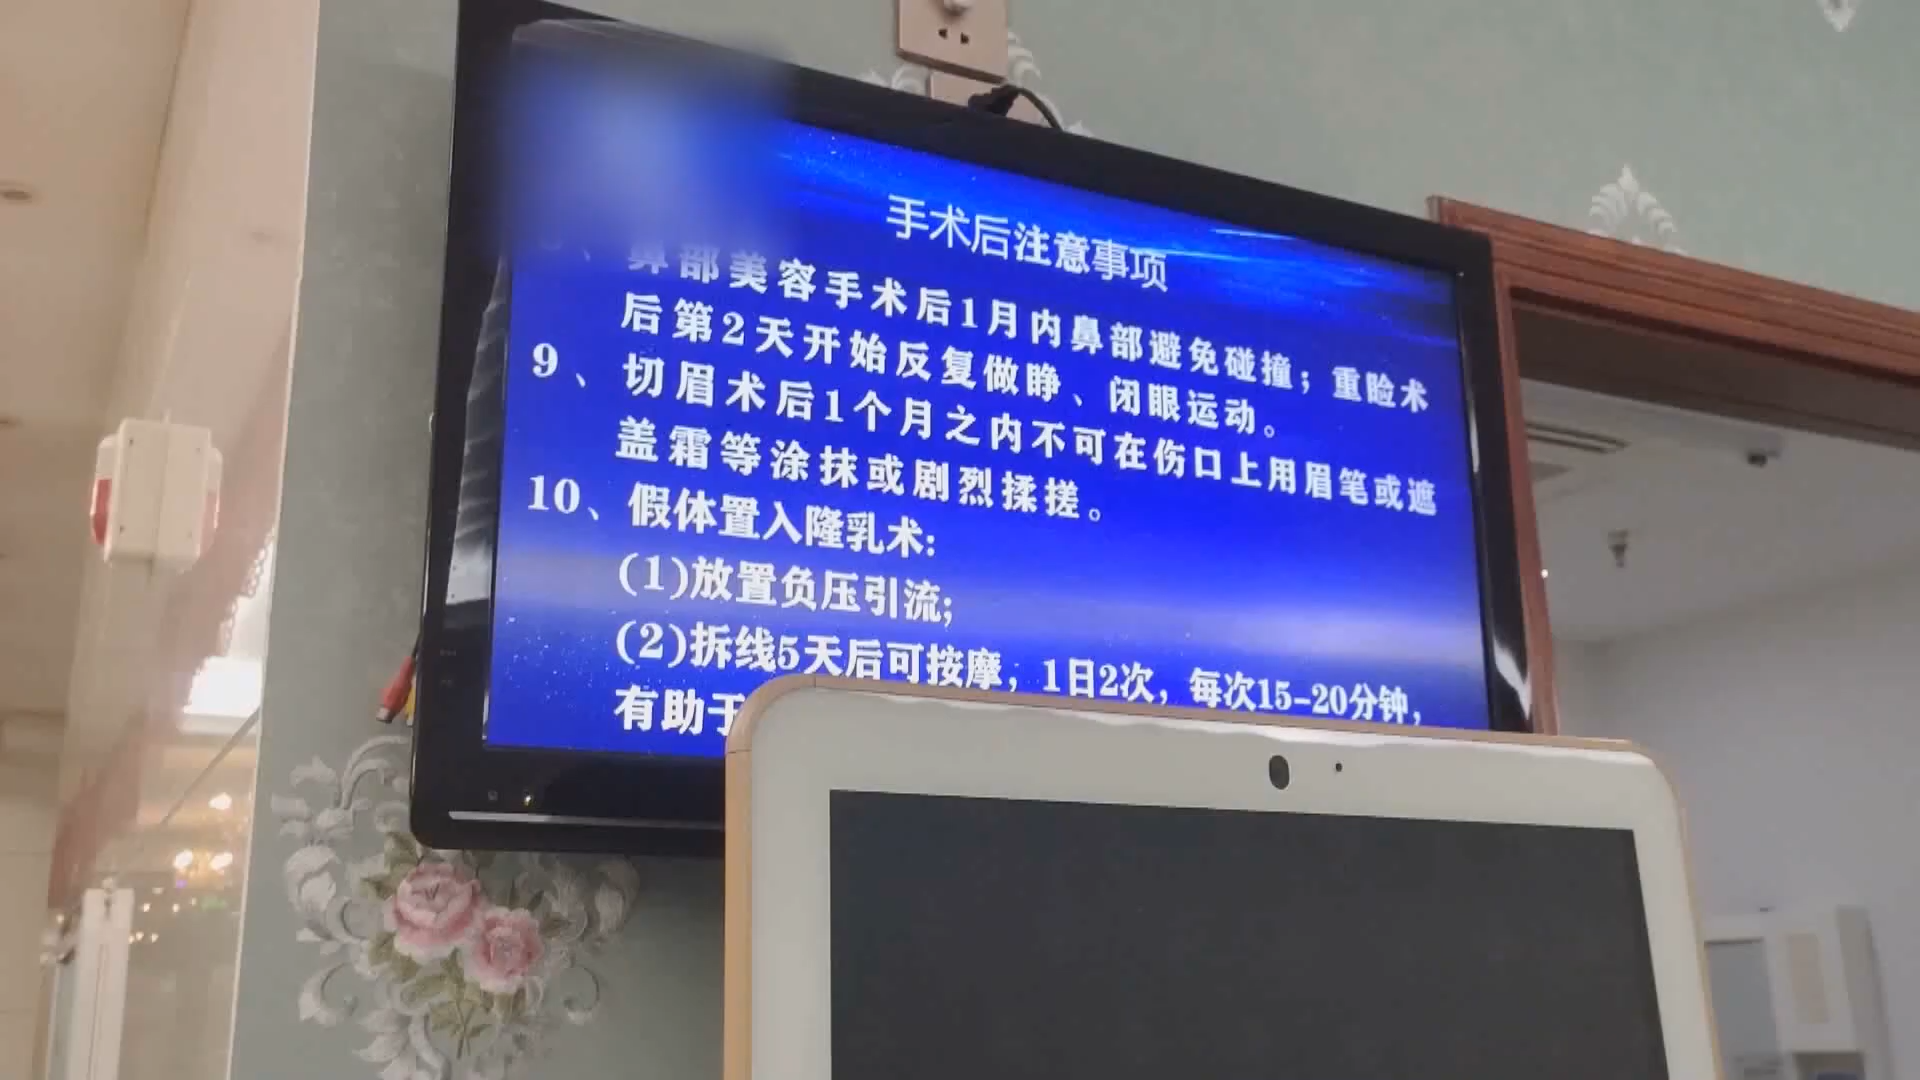 手术后注意事项
鼻部美容手术后1月内鼻部避免碰撞；重睑术
后第2天开始反复做睁、闭眼运动。
9、切眉术后1个月之内不可在伤口上用眉笔或遮
盖霜等涂抹或剧烈揉搓。
10、假体置入隆乳术:
(1)放置负压引流;
(2)拆线5天后可按摩，1日2次，每次15-20分钟，
有助于